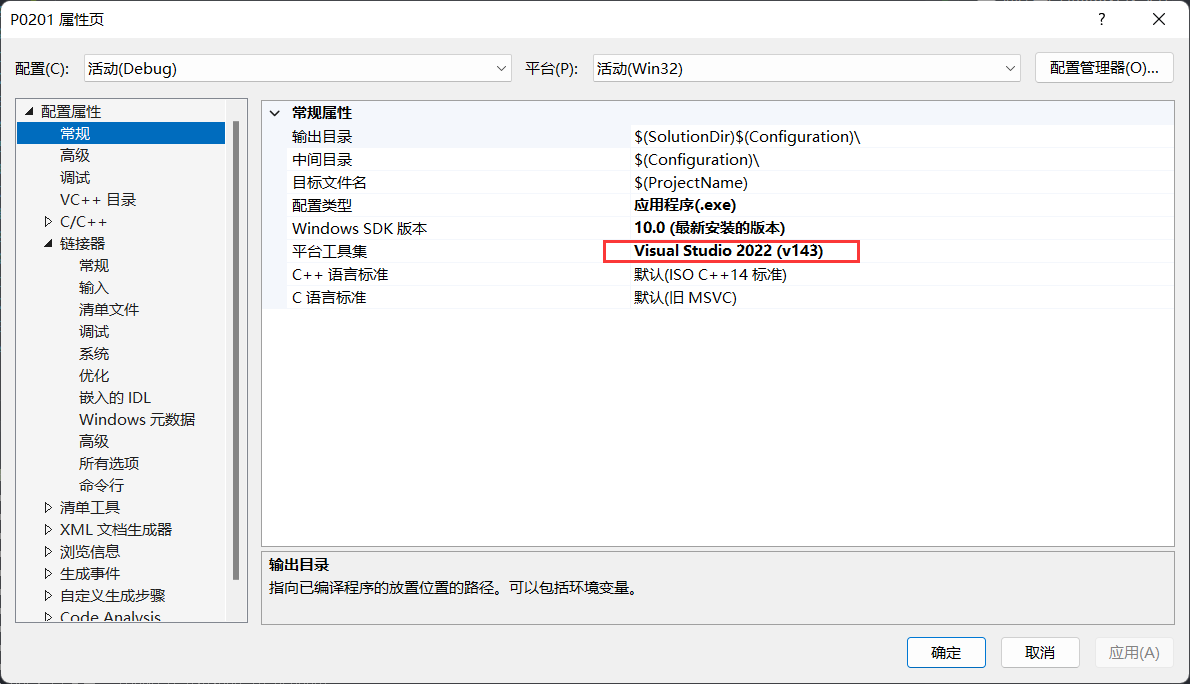 P0201 属性页
?
配置(C): 活动(Debug) 平台(P): 活动(Win32) 配置管理器(O)...
配置属性
常规
高级
调试
VC++ 目录
C/C++
链接器
常规
输入
清单文件
调试
系统
优化
嵌入的 IDL
Windows 元数据
高级
所有选项
命令行
清单工具
XML 文档生成器
浏览信息
生成事件
自定义生成步骤
Code Analysis
常规属性
输出目录 $(SolutionDir)$(Configuration)\
中间目录 $(Configuration)\
目标文件名 $(ProjectName)
配置类型 应用程序(.exe)
Windows SDK 版本 10.0 (最新安装的版本)
平台工具集 Visual Studio 2022 (v143)
C++ 语言标准 默认(ISO C++14 标准)
C 语言标准 默认(旧 MSVC)
输出目录
指向已编译程序的放置位置的路径。可以包括环境变量。
确定 取消 应用(A)